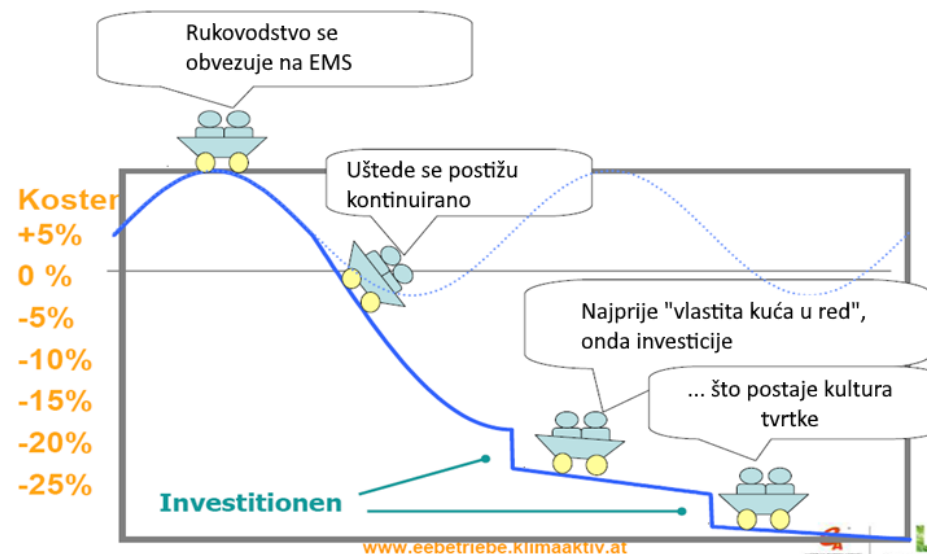 Rukovodstvo se
obvezuje na EMS
Uštede se postižu
kontinuirano
Kosten
+5%
0 %
-5%
-10%
-15%
-20%
-25%
Najprije "vlastita kuća u red",
onda investicije
... što postaje kultura
tvrtke
Investitionen
www.eebetriebe.klimaaktiv.at